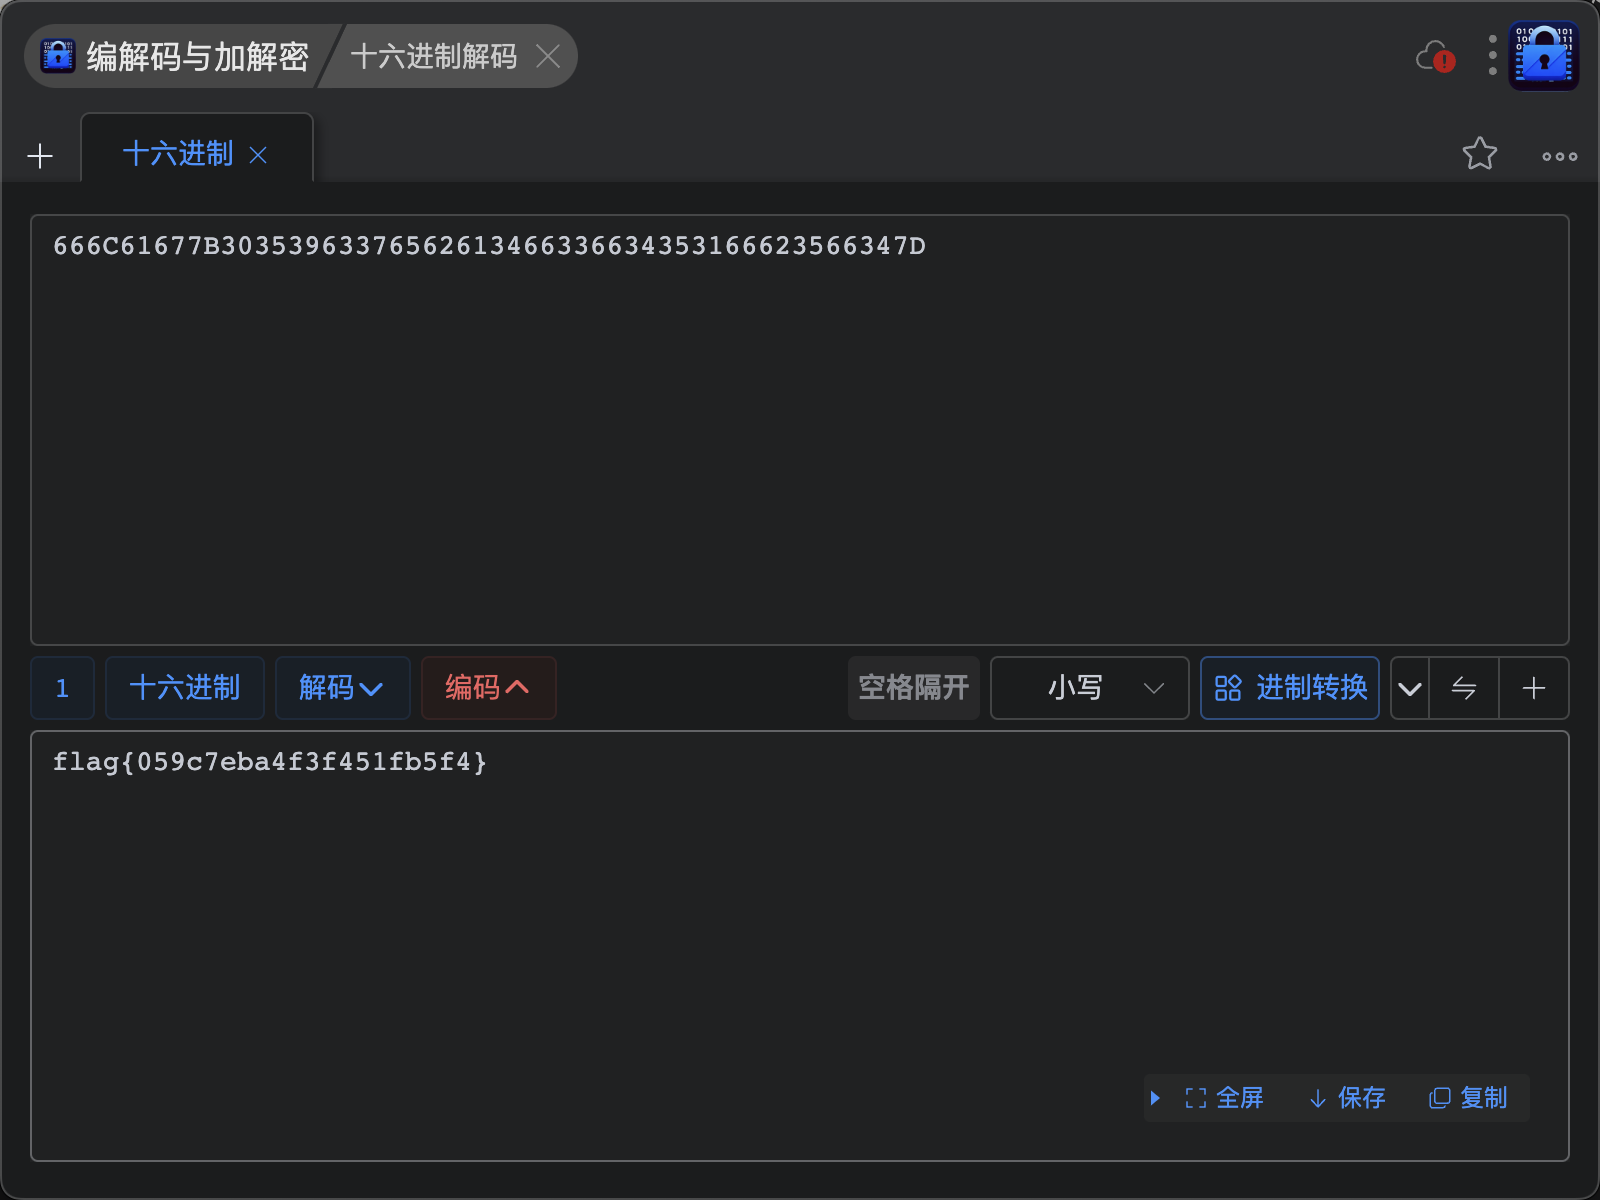 编解码与加解密 十六进制解码
十六进制
666C61677B30353963376562613466336634353166623566347D
1 十六进制 解码 编码 空格隔开 小写 进制转换
flag{059c7eba4f3f451fb5f4}
全屏 保存 复制